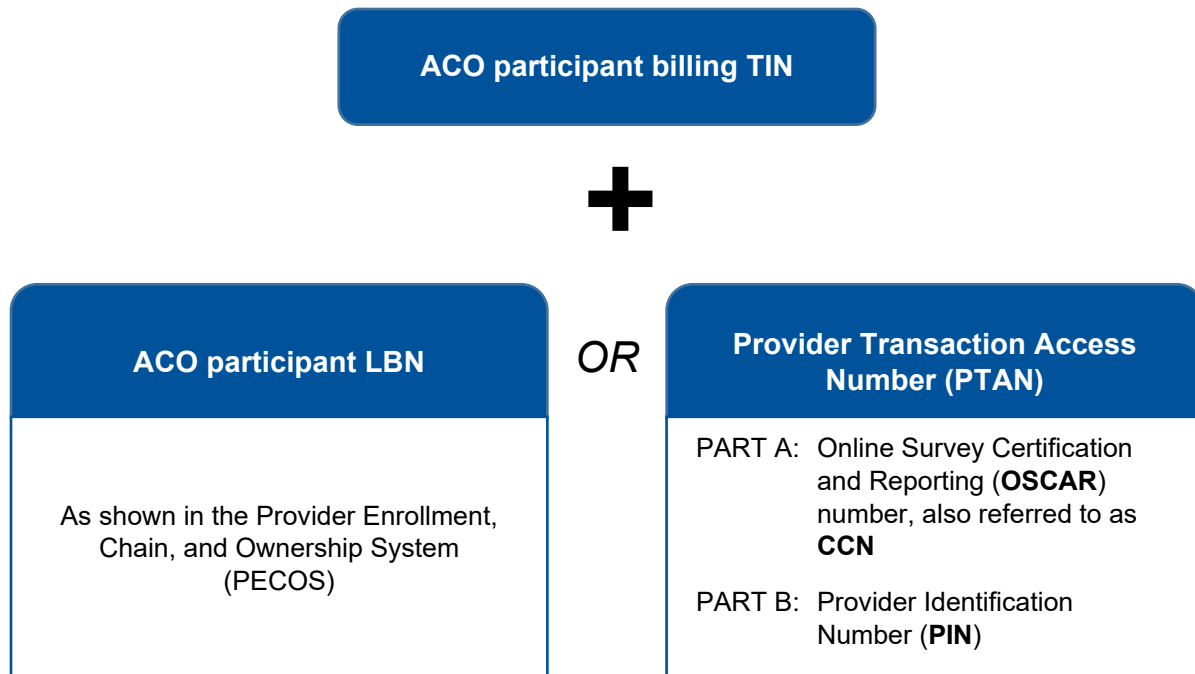 ACO participant billing TIN
+
ACO participant LBN
OR
Provider Transaction Access
Number (PTAN)
As shown in the Provider Enrollment,
Chain, and Ownership System
(PECOS)
PART A: Online Survey Certification
and Reporting (OSCAR)
number, also referred to as
CCN
PART B: Provider Identification
Number (PIN)